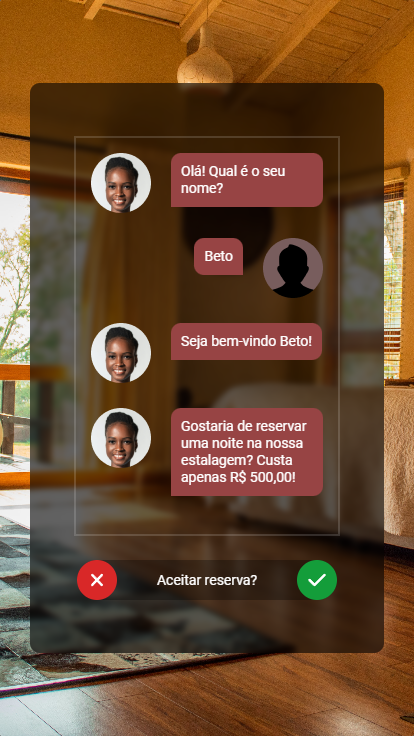 Olá! Qual é o seu
nome?
Beto
Seja bem-vindo Beto!
Gostaria de reservar
uma noite na nossa
estalagem? Custa
apenas R$ 500,00!
Aceitar reserva?